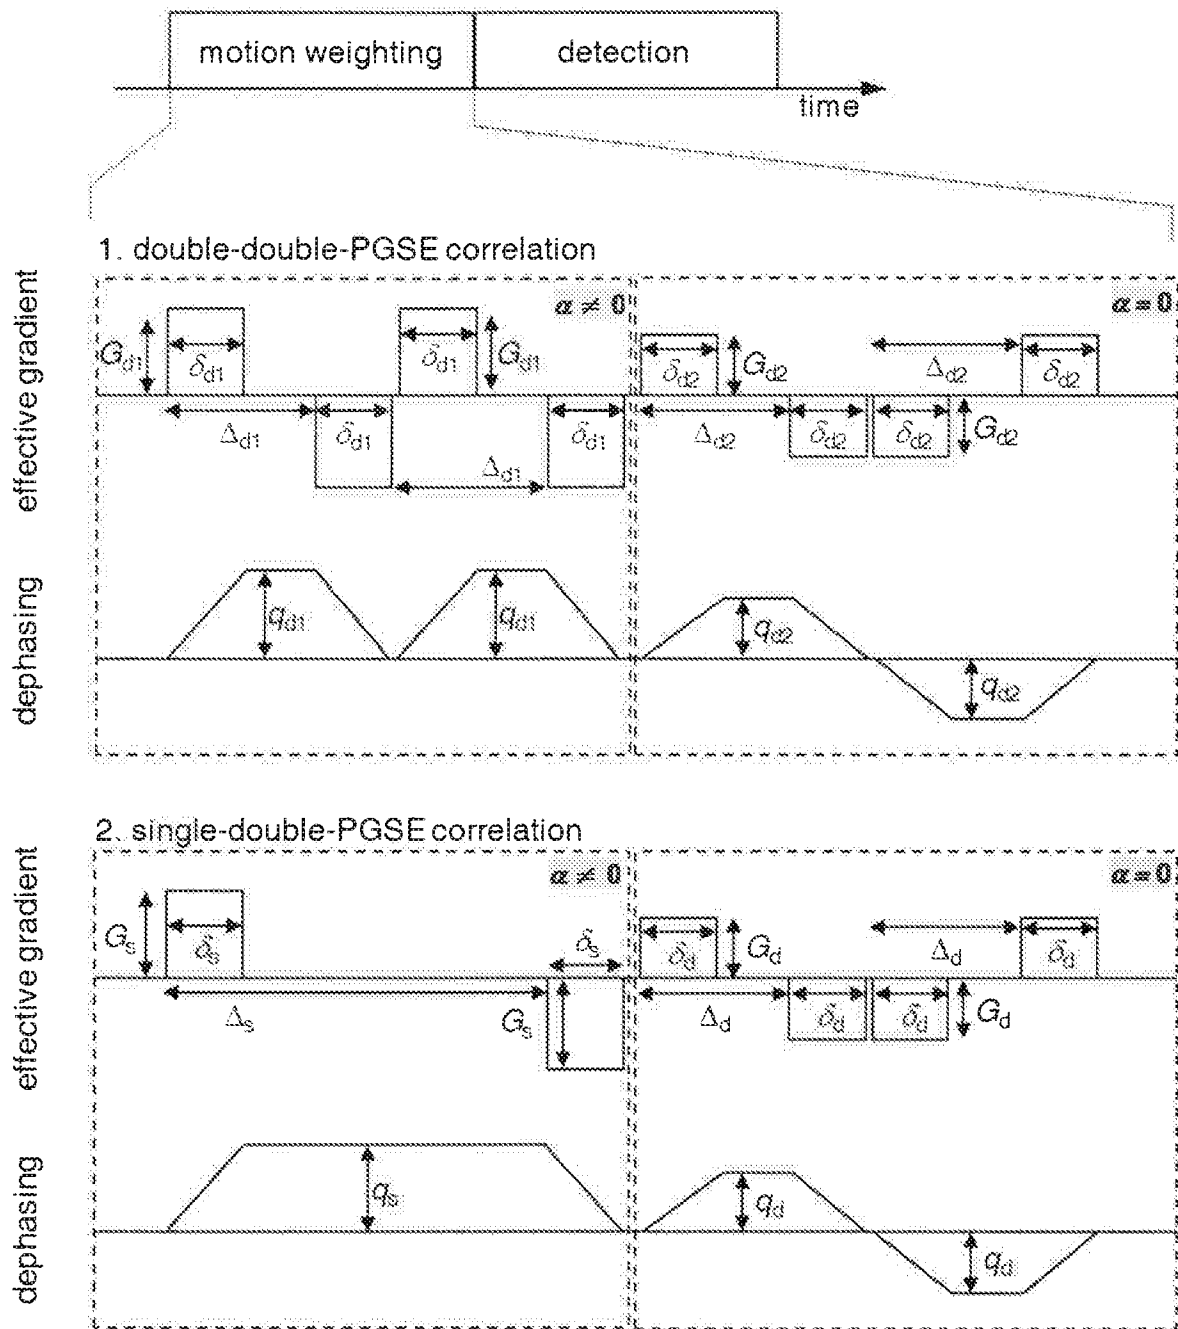 motion weighting detection
time
1. double-double-PGSE correlation
effective gradient
α ≠ 0 α = 0
G_d1 δ_d1 δ_d1 G_d1 δ_d2 G_d2 Δ_d2 δ_d2
Δ_d1 δ_d1 Δ_d1 δ_d1 Δ_d2 δ_d2 δ_d2 G_d2
dephasing
q_d1 q_d1 q_d2 q_d2
2. single-double-PGSE correlation
effective gradient
α ≠ 0 α = 0
G_s δ_s δ_s δ_d G_d Δ_d δ_d
Δ_s G_s Δ_d δ_d δ_d G_d
dephasing
q_s q_d q_d